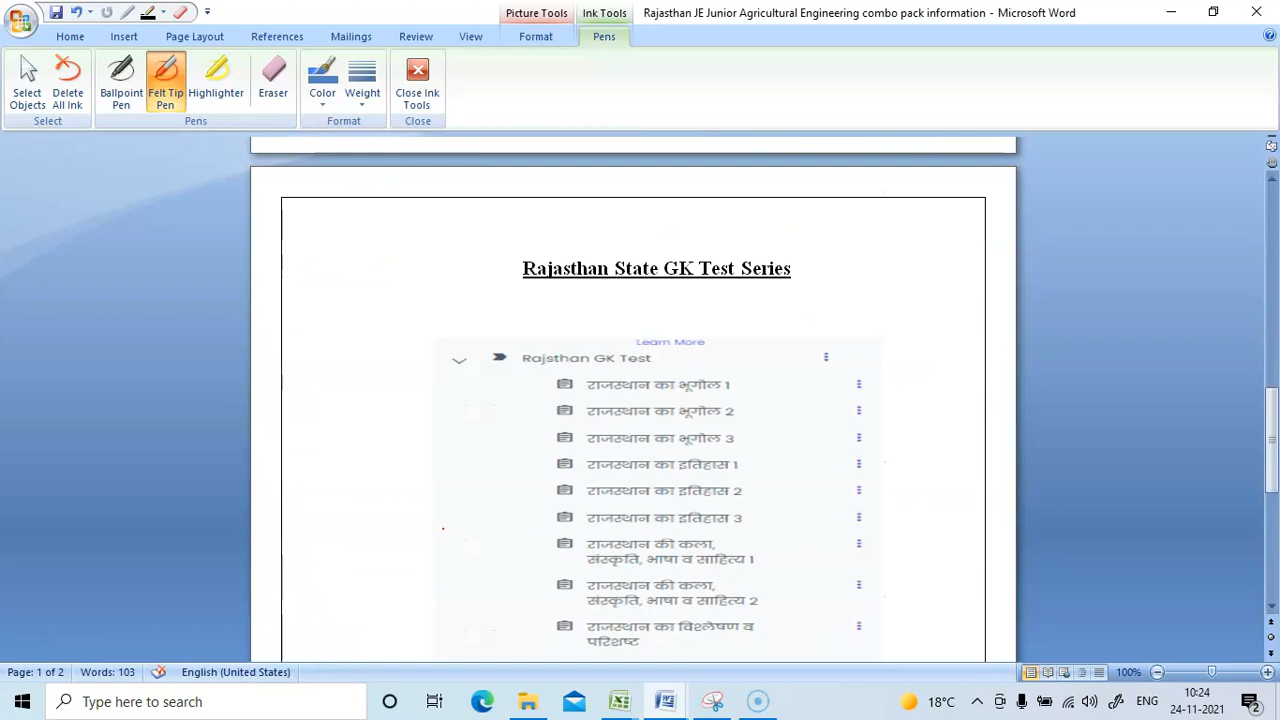 Picture Tools
Ink Tools
Rajasthan JE Junior Agricultural Engineering combo pack information - Microsoft Word
Home
Insert
Page Layout
References
Mailings
Review
View
Format
Pens
Select Objects
Delete All Ink
Ballpoint Pen
Felt Tip Pen
Highlighter
Eraser
Color
Weight
Close Ink Tools
Select
Pens
Format
Close
Rajasthan State GK Test Series
Learn More
Rajsthan GK Test
राजस्थान का भूगोल 1
राजस्थान का भूगोल 2
राजस्थान का भूगोल 3
राजस्थान का इतिहास 1
राजस्थान का इतिहास 2
राजस्थान का इतिहास 3
राजस्थान की कला,
संस्कृति, भाषा व साहित्य 1
राजस्थान की कला,
संस्कृति, भाषा व साहित्य 2
राजस्थान का विश्लेषण व
परिशष्ट
Page: 1 of 2
Words: 103
English (United States)
100%
Type here to search
18°C
ENG
10:24
24-11-2021
2